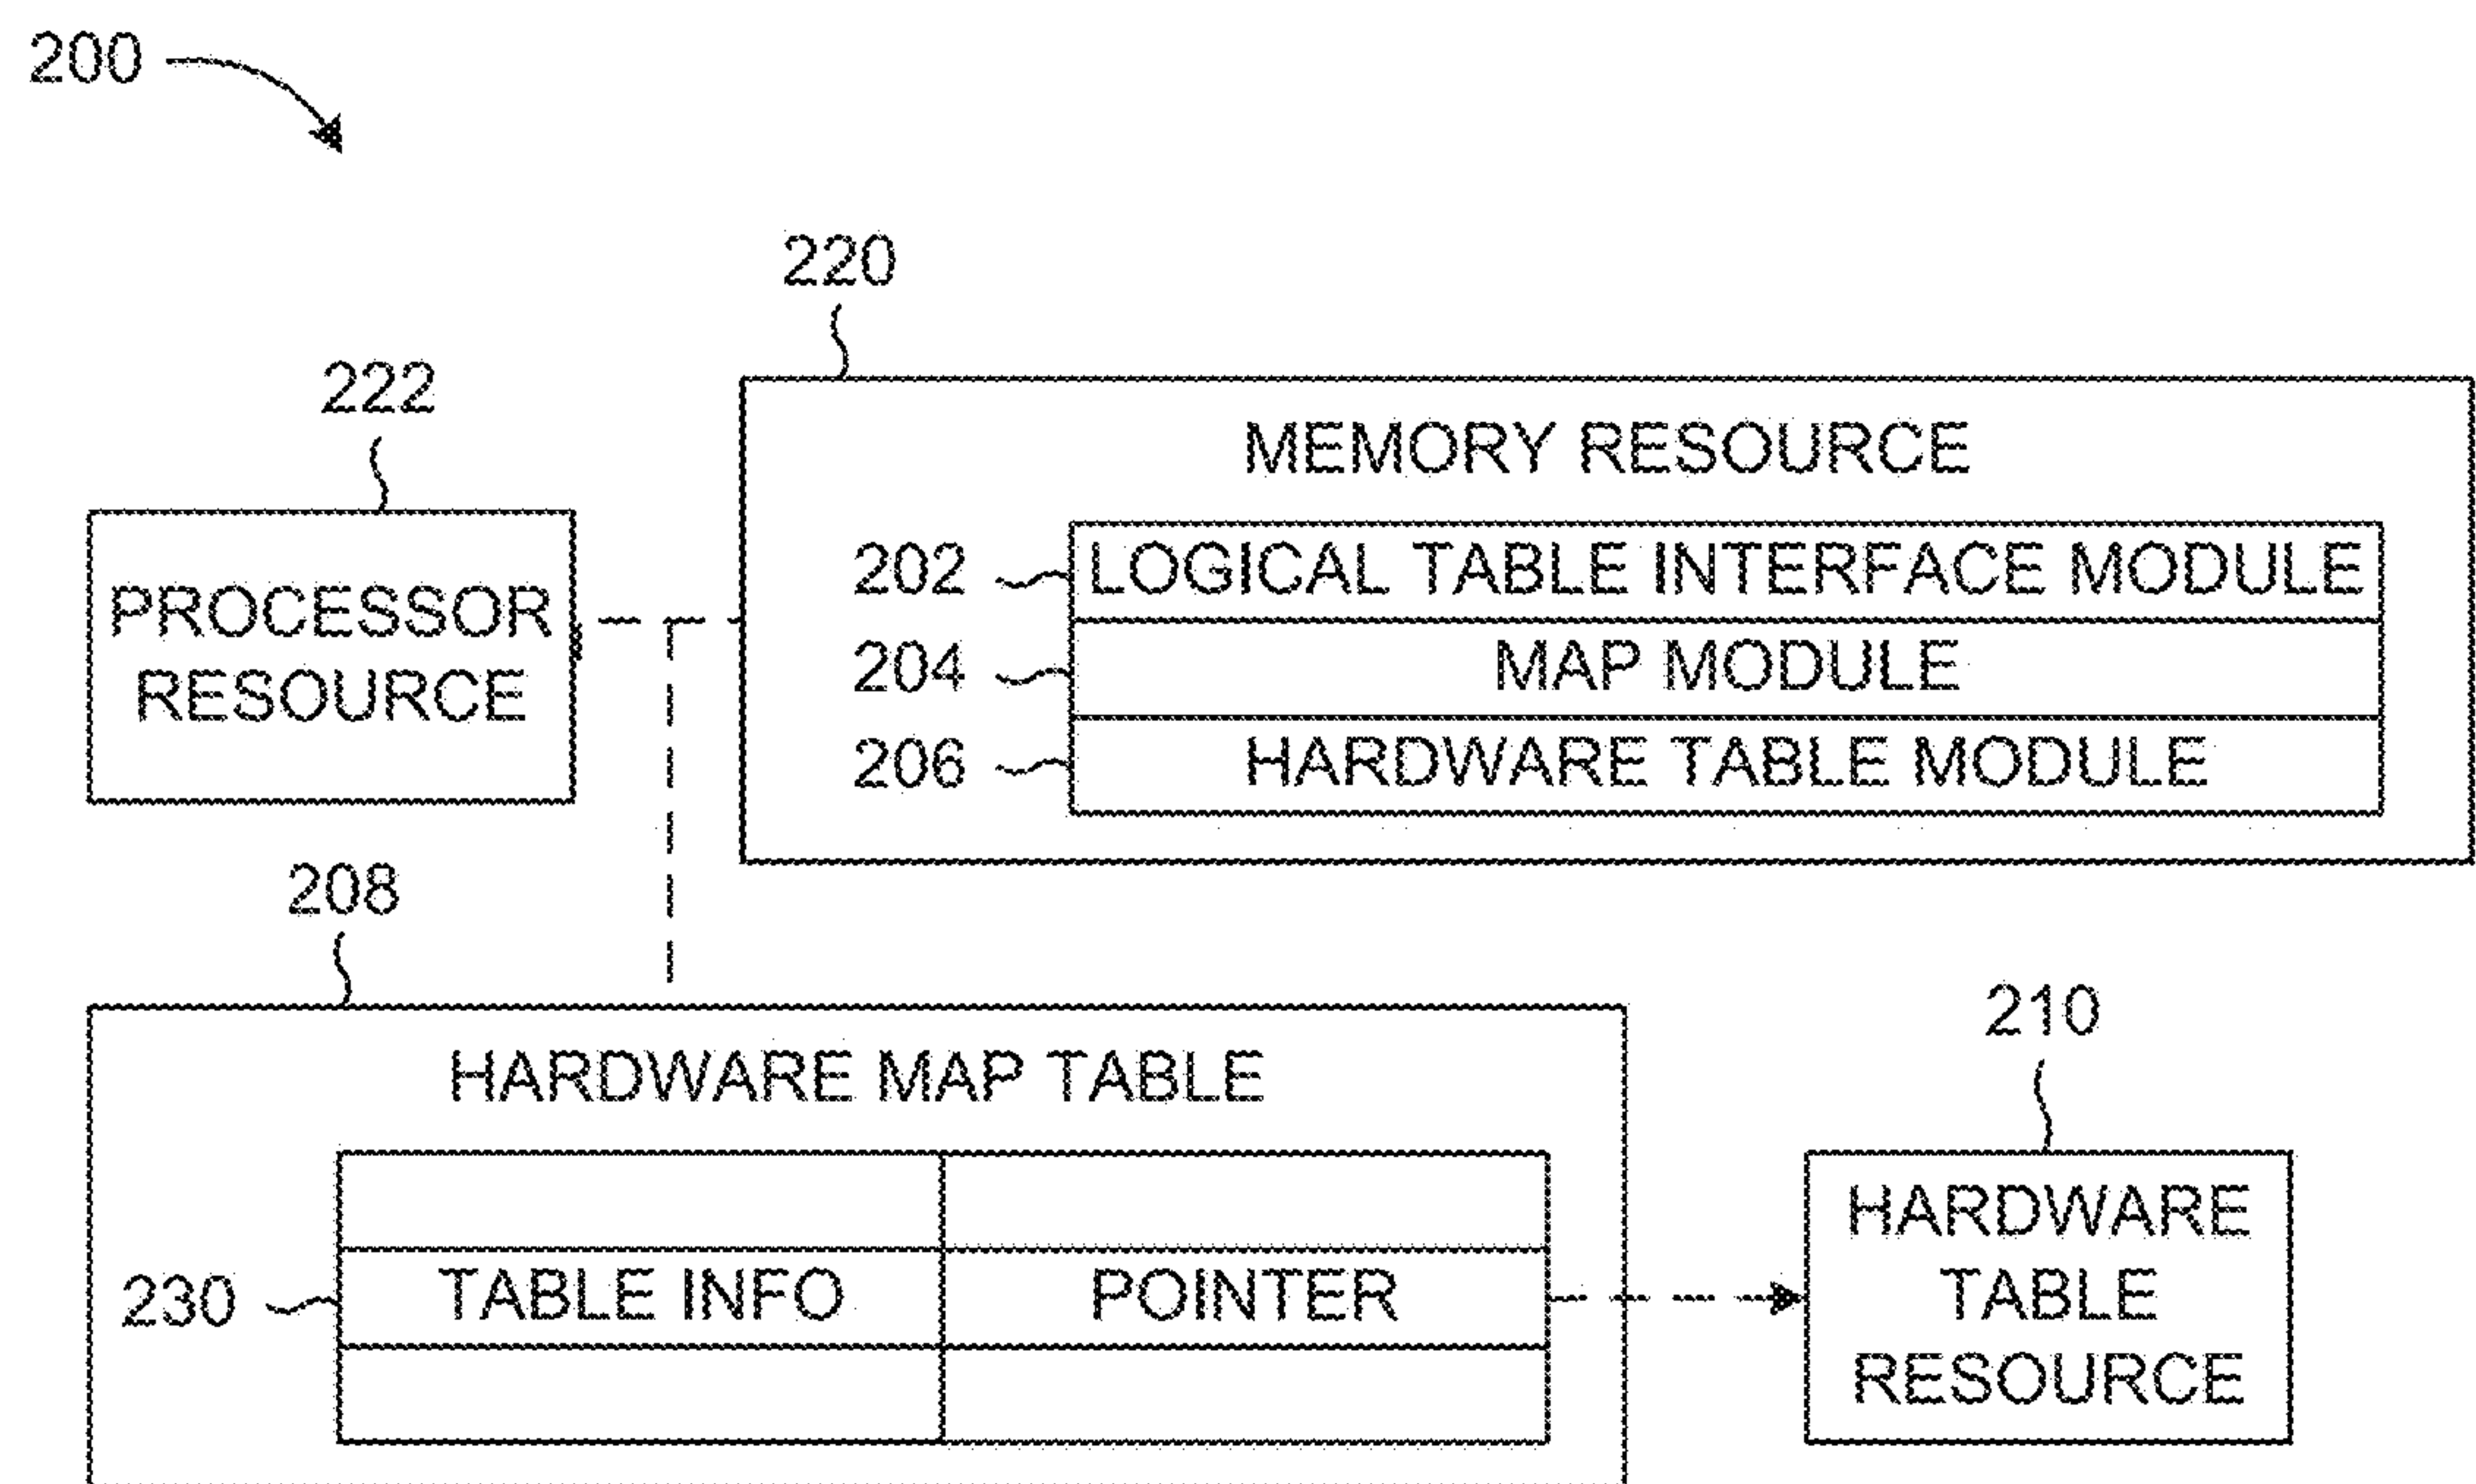 200
220
222
MEMORY RESOURCE
202 LOGICAL TABLE INTERFACE MODULE
PROCESSOR
RESOURCE
204 MAP MODULE
206 HARDWARE TABLE MODULE
208
210
HARDWARE MAP TABLE
230 TABLE INFO POINTER
HARDWARE
TABLE
RESOURCE